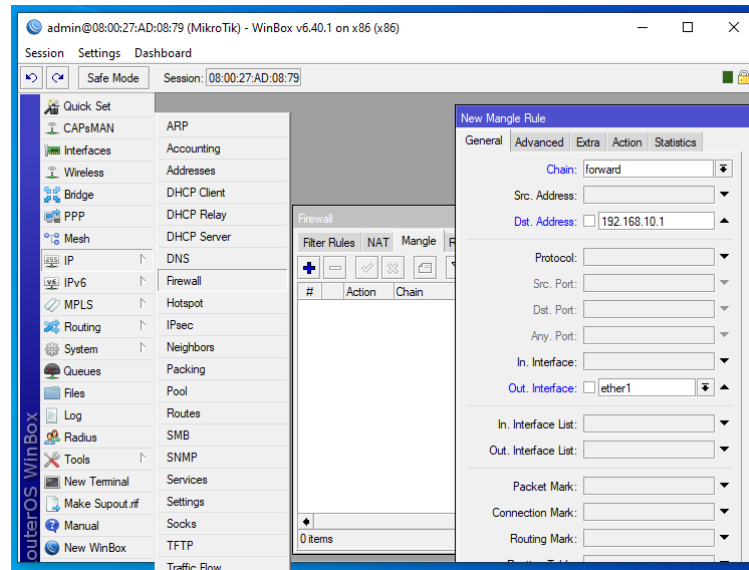 admin@08:00:27:AD:08:79 (MikroTik) - WinBox v6.40.1 on x86 (x86)
Session Settings Dashboard
Safe Mode Session: 08:00:27:AD:08:79
Quick Set
CAPsMAN
Interfaces
Wireless
Bridge
PPP
Mesh
IP
IPv6
MPLS
Routing
System
Queues
Files
Log
Radius
Tools
New Terminal
Make Supout.rif
Manual
New WinBox
outerOS WinBox
ARP
Accounting
Addresses
DHCP Client
DHCP Relay
DHCP Server
DNS
Firewall
Hotspot
IPsec
Neighbors
Packing
Pool
Routes
SMB
SNMP
Services
Settings
Socks
TFTP
Traffic Flow
Firewall
Filter Rules NAT Mangle R
# Action Chain
0 items
New Mangle Rule
General Advanced Extra Action Statistics
Chain: forward
Src. Address:
Dst. Address: 192.168.10.1
Protocol:
Src. Port:
Dst. Port:
Any. Port:
In. Interface:
Out. Interface: ether1
In. Interface List:
Out. Interface List:
Packet Mark:
Connection Mark:
Routing Mark: